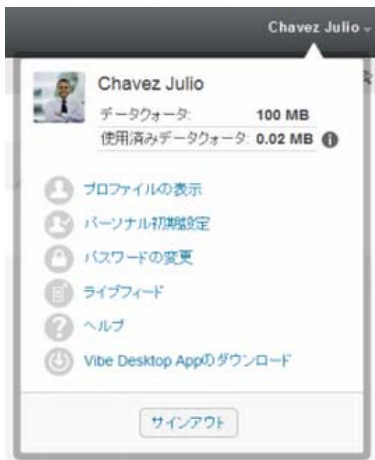 Chavez Julio
Chavez Julio
データクォータ: 100 MB
使用済みデータクォータ: 0.02 MB
プロファイルの表示
パーソナル初期設定
パスワードの変更
ライブフィード
ヘルプ
Vibe Desktop Appのダウンロード
サインアウト